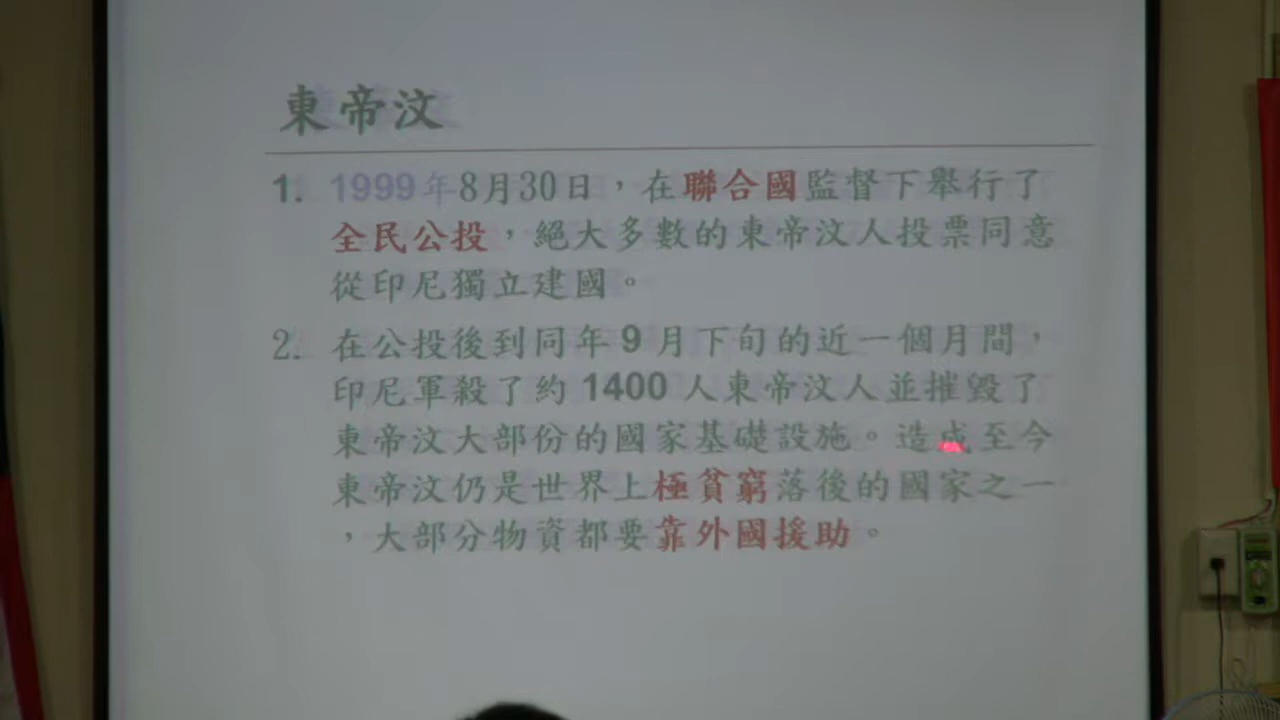 東帝汶
1. 1999年8月30日，在聯合國監督下舉行了
全民公投，絕大多數的東帝汶人投票同意
從印尼獨立建國。
2. 在公投後到同年9月下旬的近一個月間，
印尼軍殺了約1400人東帝汶人並摧毀了
東帝汶大部份的國家基礎設施。造成至今
東帝汶仍是世界上極貧窮落後的國家之一
，大部分物資都要靠外國援助。